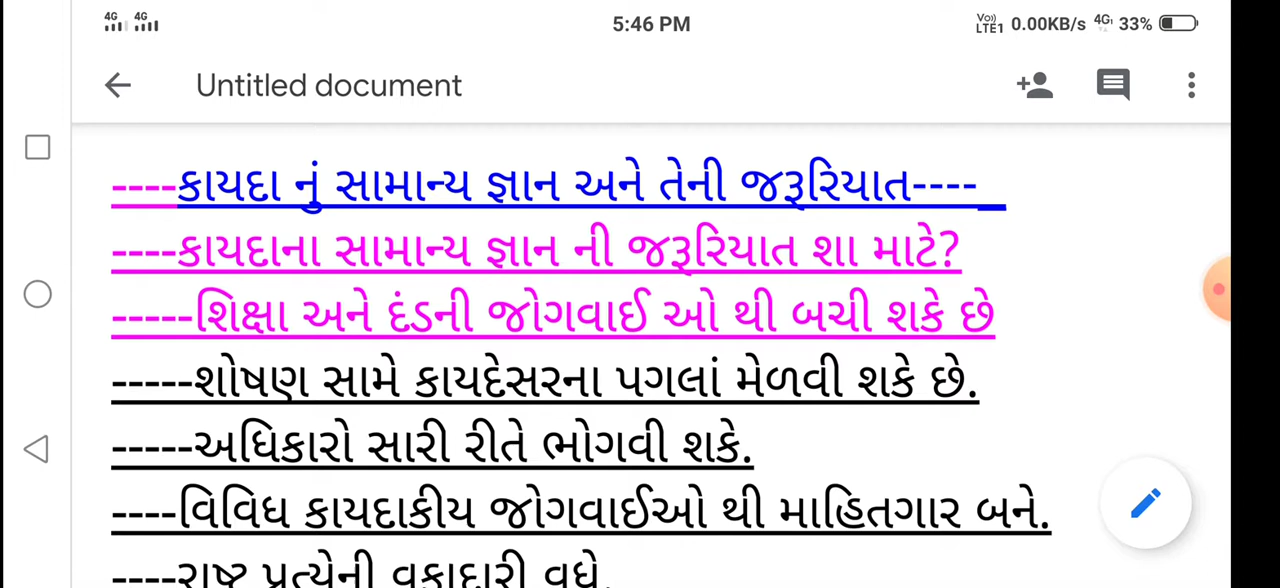 4G 4G 5:46 PM Vo)) LTE1 0.00KB/s 4G 33%
Untitled document
----કાયદા નું સામાન્ય જ્ઞાન અને તેની જરૂરિયાત----_
----કાયદાના સામાન્ય જ્ઞાન ની જરૂરિયાત શા માટે?
-----શિક્ષા અને દંડની જોગવાઈ ઓ થી બચી શકે છે
-----શોષણ સામે કાયદેસરના પગલાં મેળવી શકે છે.
-----અધિકારો સારી રીતે ભોગવી શકે.
----વિવિધ કાયદાકીય જોગવાઈઓ થી માહિતગાર બને.
----રાષ્ટ્ર પ્રત્યેની વફાદારી વધે.